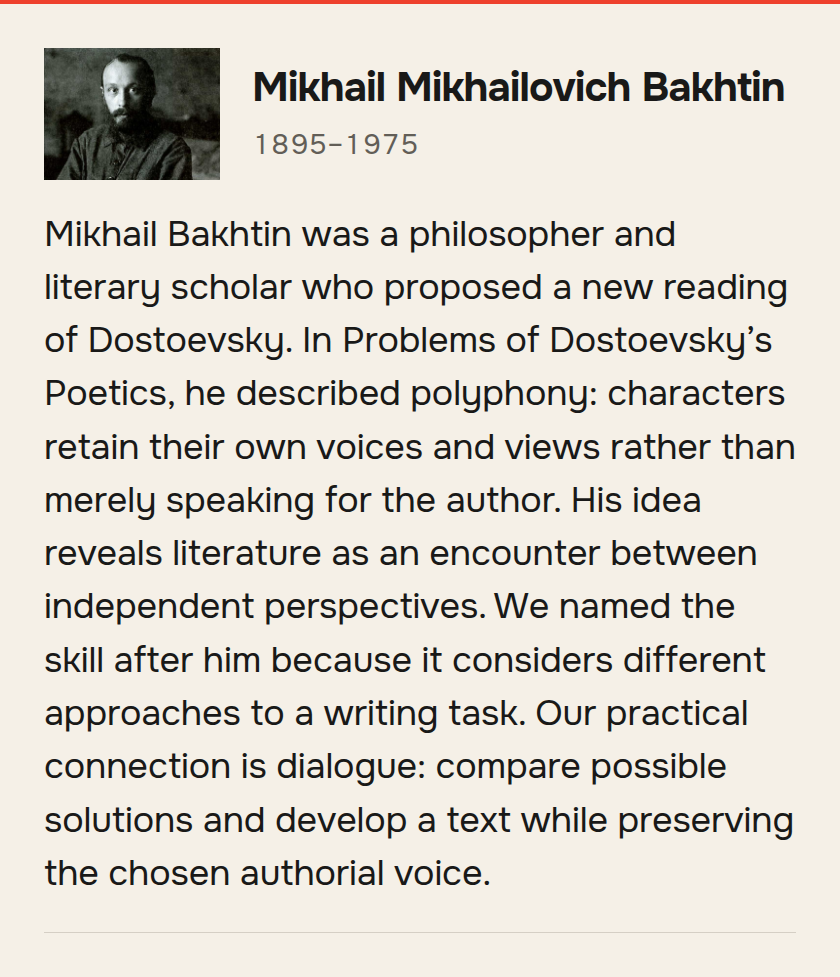 Mikhail Mikhailovich Bakhtin
1895–1975
Mikhail Bakhtin was a philosopher and
literary scholar who proposed a new reading
of Dostoevsky. In Problems of Dostoevsky’s
Poetics, he described polyphony: characters
retain their own voices and views rather than
merely speaking for the author. His idea
reveals literature as an encounter between
independent perspectives. We named the
skill after him because it considers different
approaches to a writing task. Our practical
connection is dialogue: compare possible
solutions and develop a text while preserving
the chosen authorial voice.